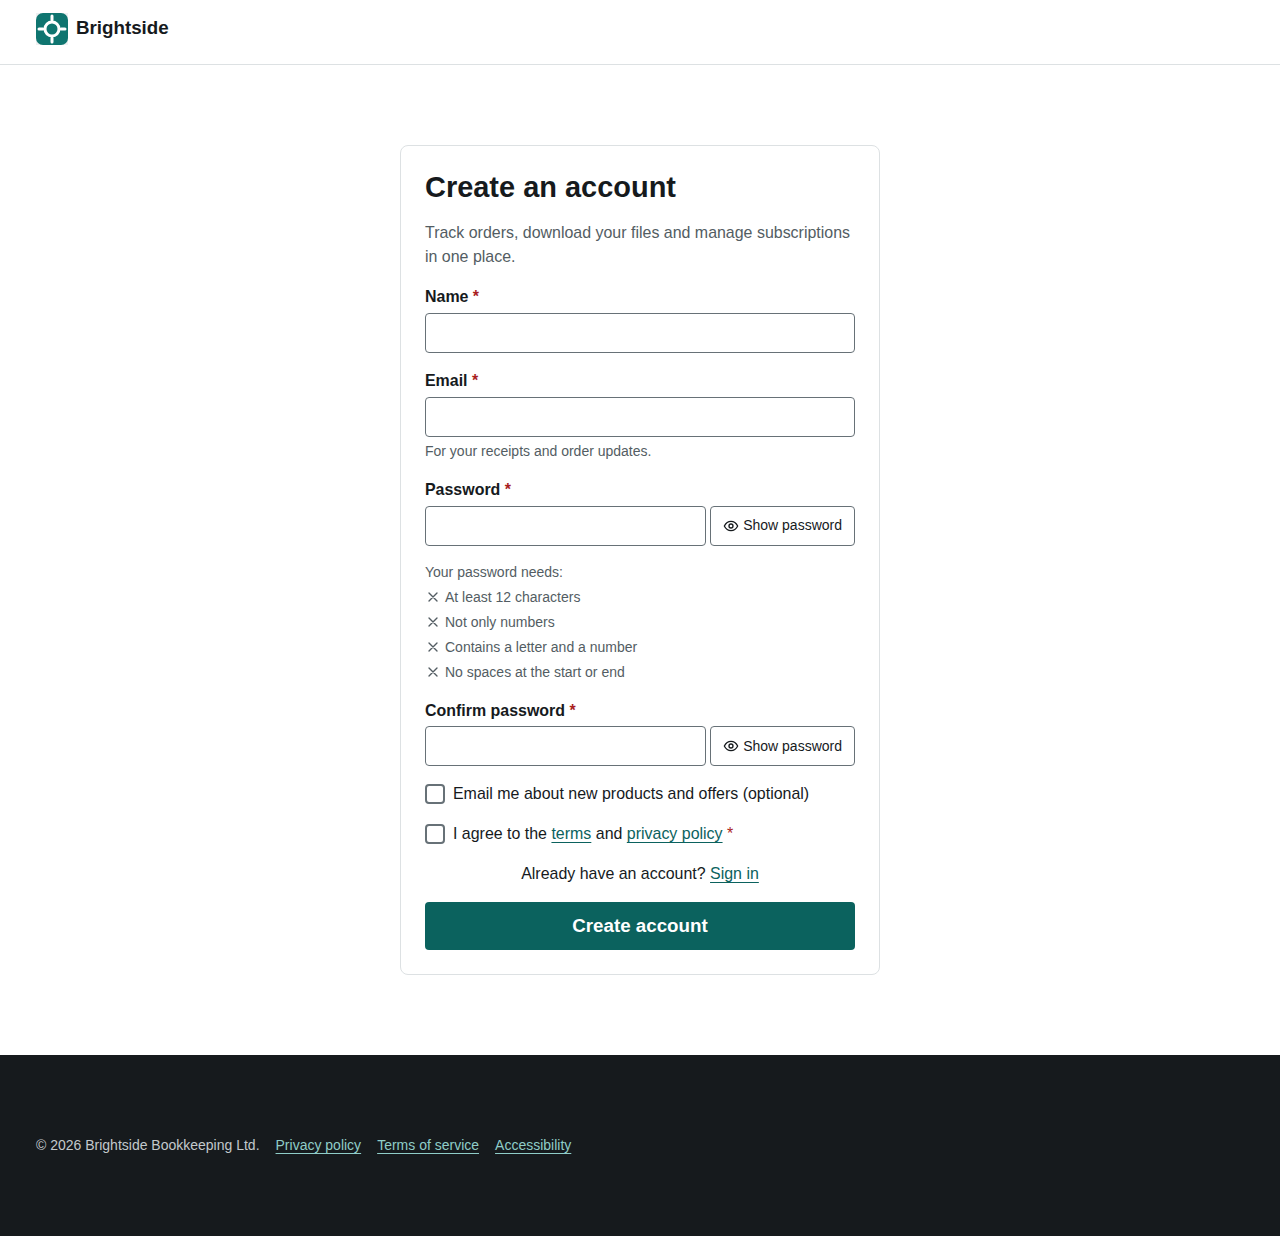 Brightside
Create an account
Track orders, download your files and manage subscriptions
in one place.
Name *
Email *
For your receipts and order updates.
Password *
Show password
Your password needs:
At least 12 characters
Not only numbers
Contains a letter and a number
No spaces at the start or end
Confirm password *
Show password
Email me about new products and offers (optional)
I agree to the terms and privacy policy *
Already have an account? Sign in
Create account
© 2026 Brightside Bookkeeping Ltd. Privacy policy Terms of service Accessibility